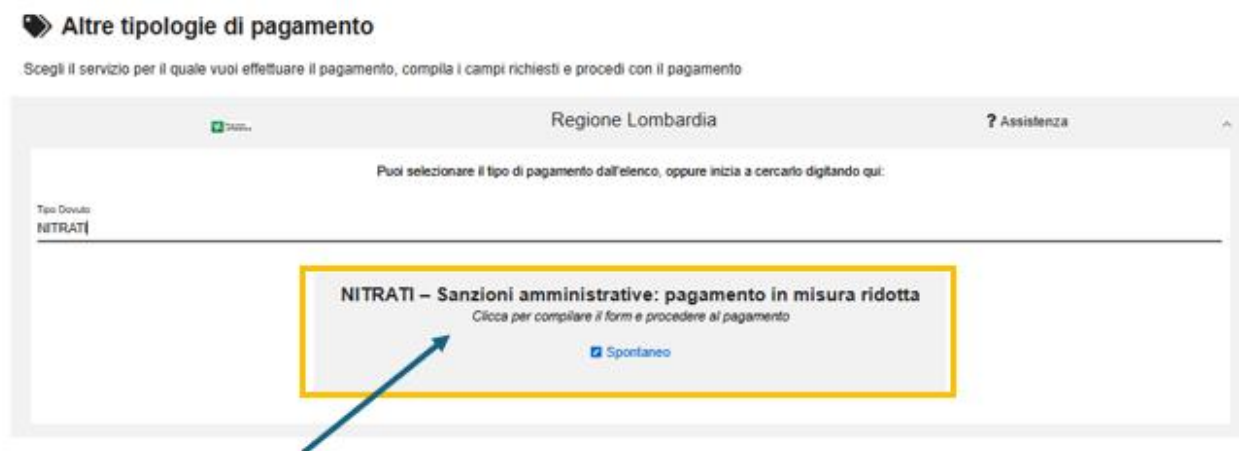 Altre tipologie di pagamento
Scegli il servizio per il quale vuoi effettuare il pagamento, compila i campi richiesti e procedi con il pagamento
Regione Lombardia
? Assistenza
Puoi selezionare il tipo di pagamento dall'elenco, oppure inizia a cercarlo digitando qui:
Tipo Dovuto
NITRATI
NITRATI – Sanzioni amministrative: pagamento in misura ridotta
Clicca per compilare il form e procedere al pagamento
Spontaneo